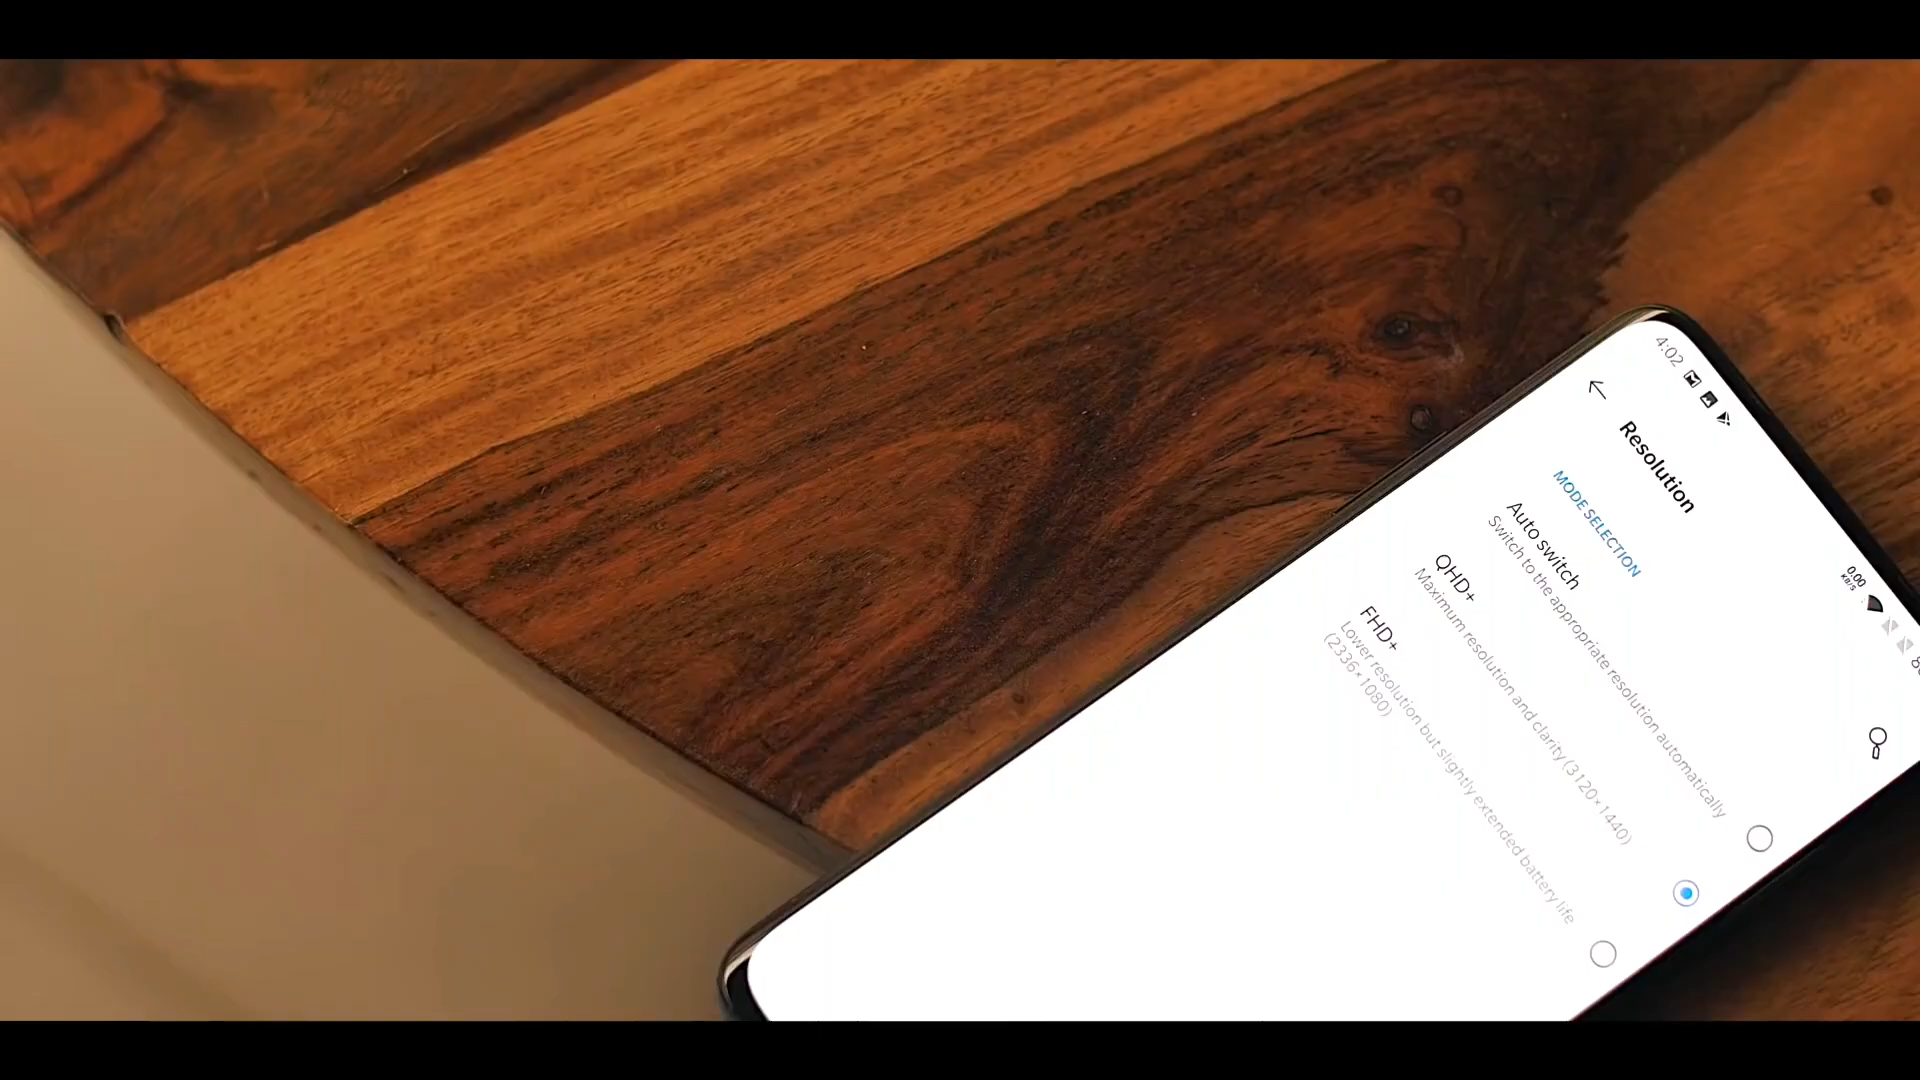 4:02
0.00
KB/S
Resolution
MODE SELECTION
Auto switch
Switch to the appropriate resolution automatically
QHD+
Maximum resolution and clarity (3120×1440)
FHD+
Lower resolution but slightly extended battery life
(2336×1080)